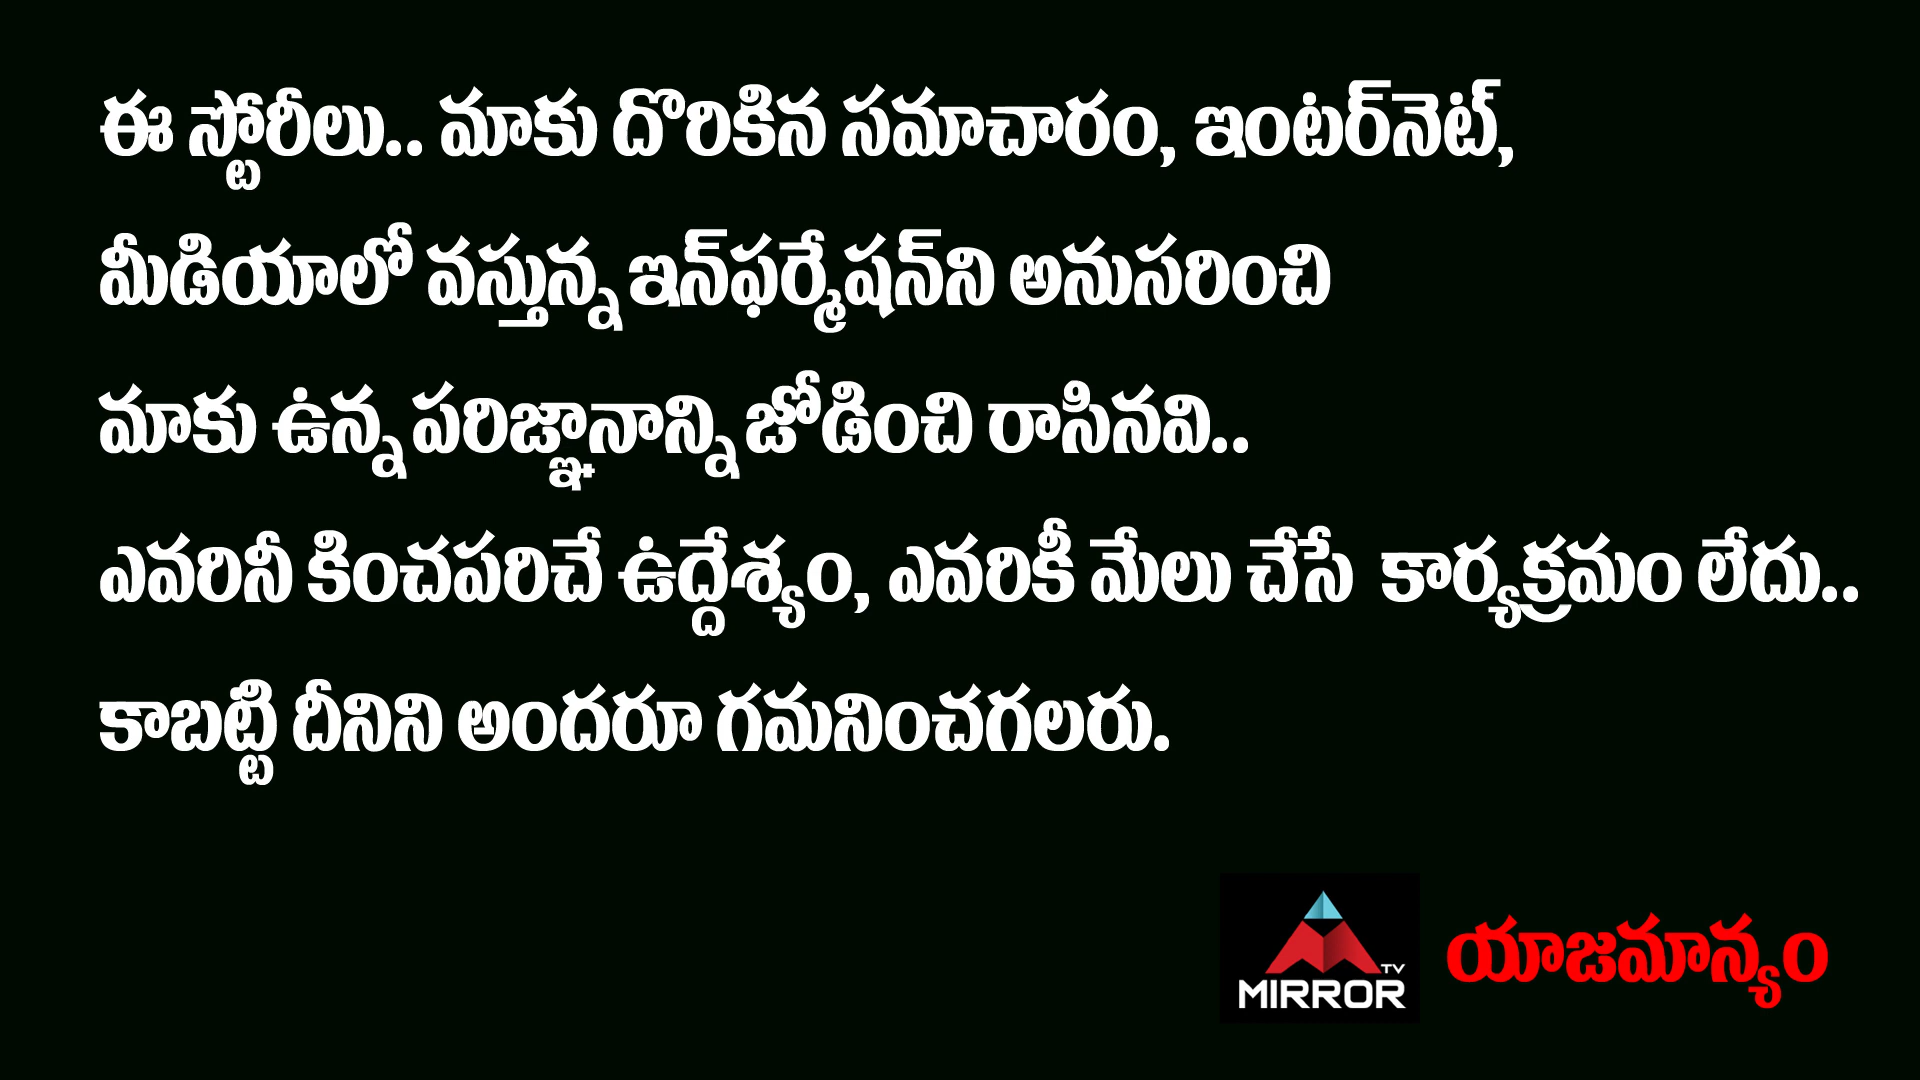 ఈ స్టోరీలు.. మాకు దొరికిన సమాచారం, ఇంటర్‌నెట్,
మీడియాలో వస్తున్న ఇన్‌ఫర్మేషన్‌ని అనుసరించి
మాకు ఉన్న పరిజ్ఞానాన్ని జోడించి రాసినవి..
ఎవరినీ కించపరిచే ఉద్దేశ్యం, ఎవరికీ మేలు చేసే కార్యక్రమం లేదు..
కాబట్టి దీనిని అందరూ గమనించగలరు.
TV
MIRROR
యాజమాన్యం